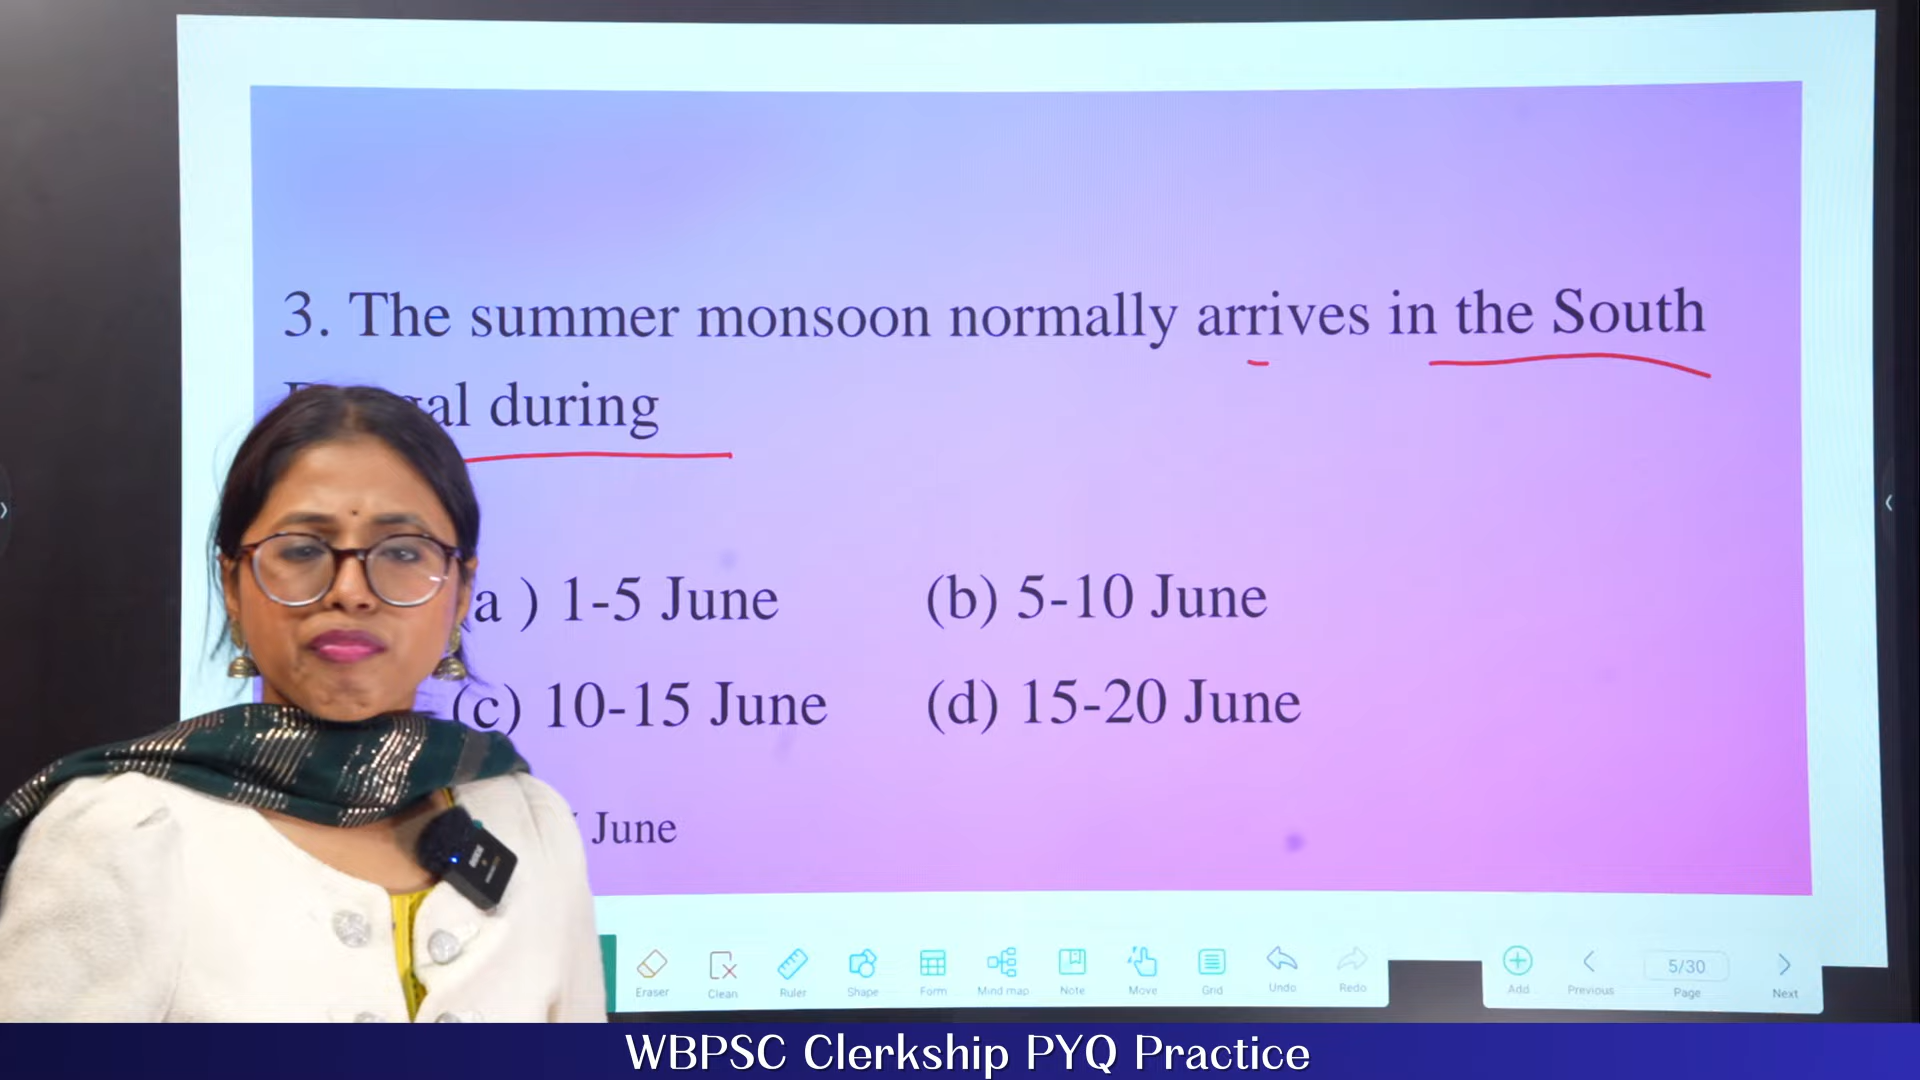 3. The summer monsoon normally arrives in the South
during
(a ) 1-5 June (b) 5-10 June
(c) 10-15 June (d) 15-20 June
June
Eraser Clean Ruler Shape Form Mind map Note Move Grid Undo Redo Add Previous 5/30 Page Next
WBPSC Clerkship PYQ Practice